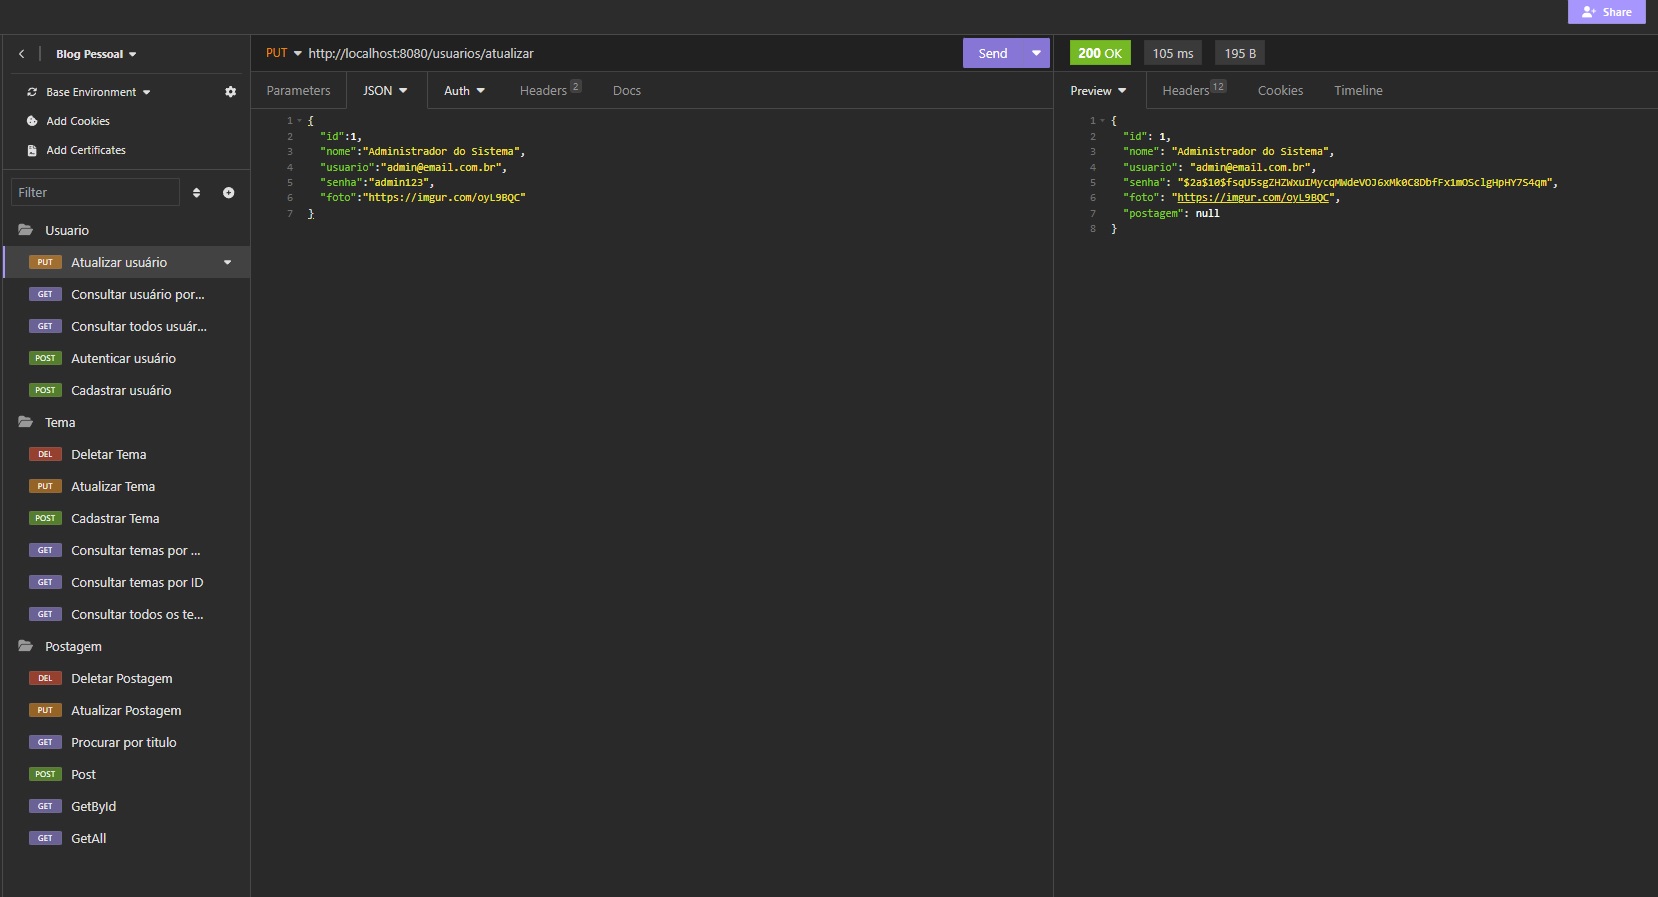 Share
Blog Pessoal
Base Environment
Add Cookies
Add Certificates
Filter
Usuario
PUT Atualizar usuário
GET Consultar usuário por...
GET Consultar todos usuár...
POST Autenticar usuário
POST Cadastrar usuário
Tema
DEL Deletar Tema
PUT Atualizar Tema
POST Cadastrar Tema
GET Consultar temas por ...
GET Consultar temas por ID
GET Consultar todos os te...
Postagem
DEL Deletar Postagem
PUT Atualizar Postagem
GET Procurar por titulo
POST Post
GET GetById
GET GetAll
PUT http://localhost:8080/usuarios/atualizar Send
Parameters JSON Auth Headers 2 Docs
1 {
2 "id":1,
3 "nome":"Administrador do Sistema",
4 "usuario":"admin@email.com.br",
5 "senha":"admin123",
6 "foto":"https://imgur.com/oyL9BQC"
7 }
200 OK 105 ms 195 B
Preview Headers 12 Cookies Timeline
1 {
2 "id": 1,
3 "nome": "Administrador do Sistema",
4 "usuario": "admin@email.com.br",
5 "senha": "$2a$10$fsqU5sgZHZWxuIMycqMWdeVOJ6xMk0C8DbfFx1mOSclgHpHY7S4qm",
6 "foto": "https://imgur.com/oyL9BQC",
7 "postagem": null
8 }